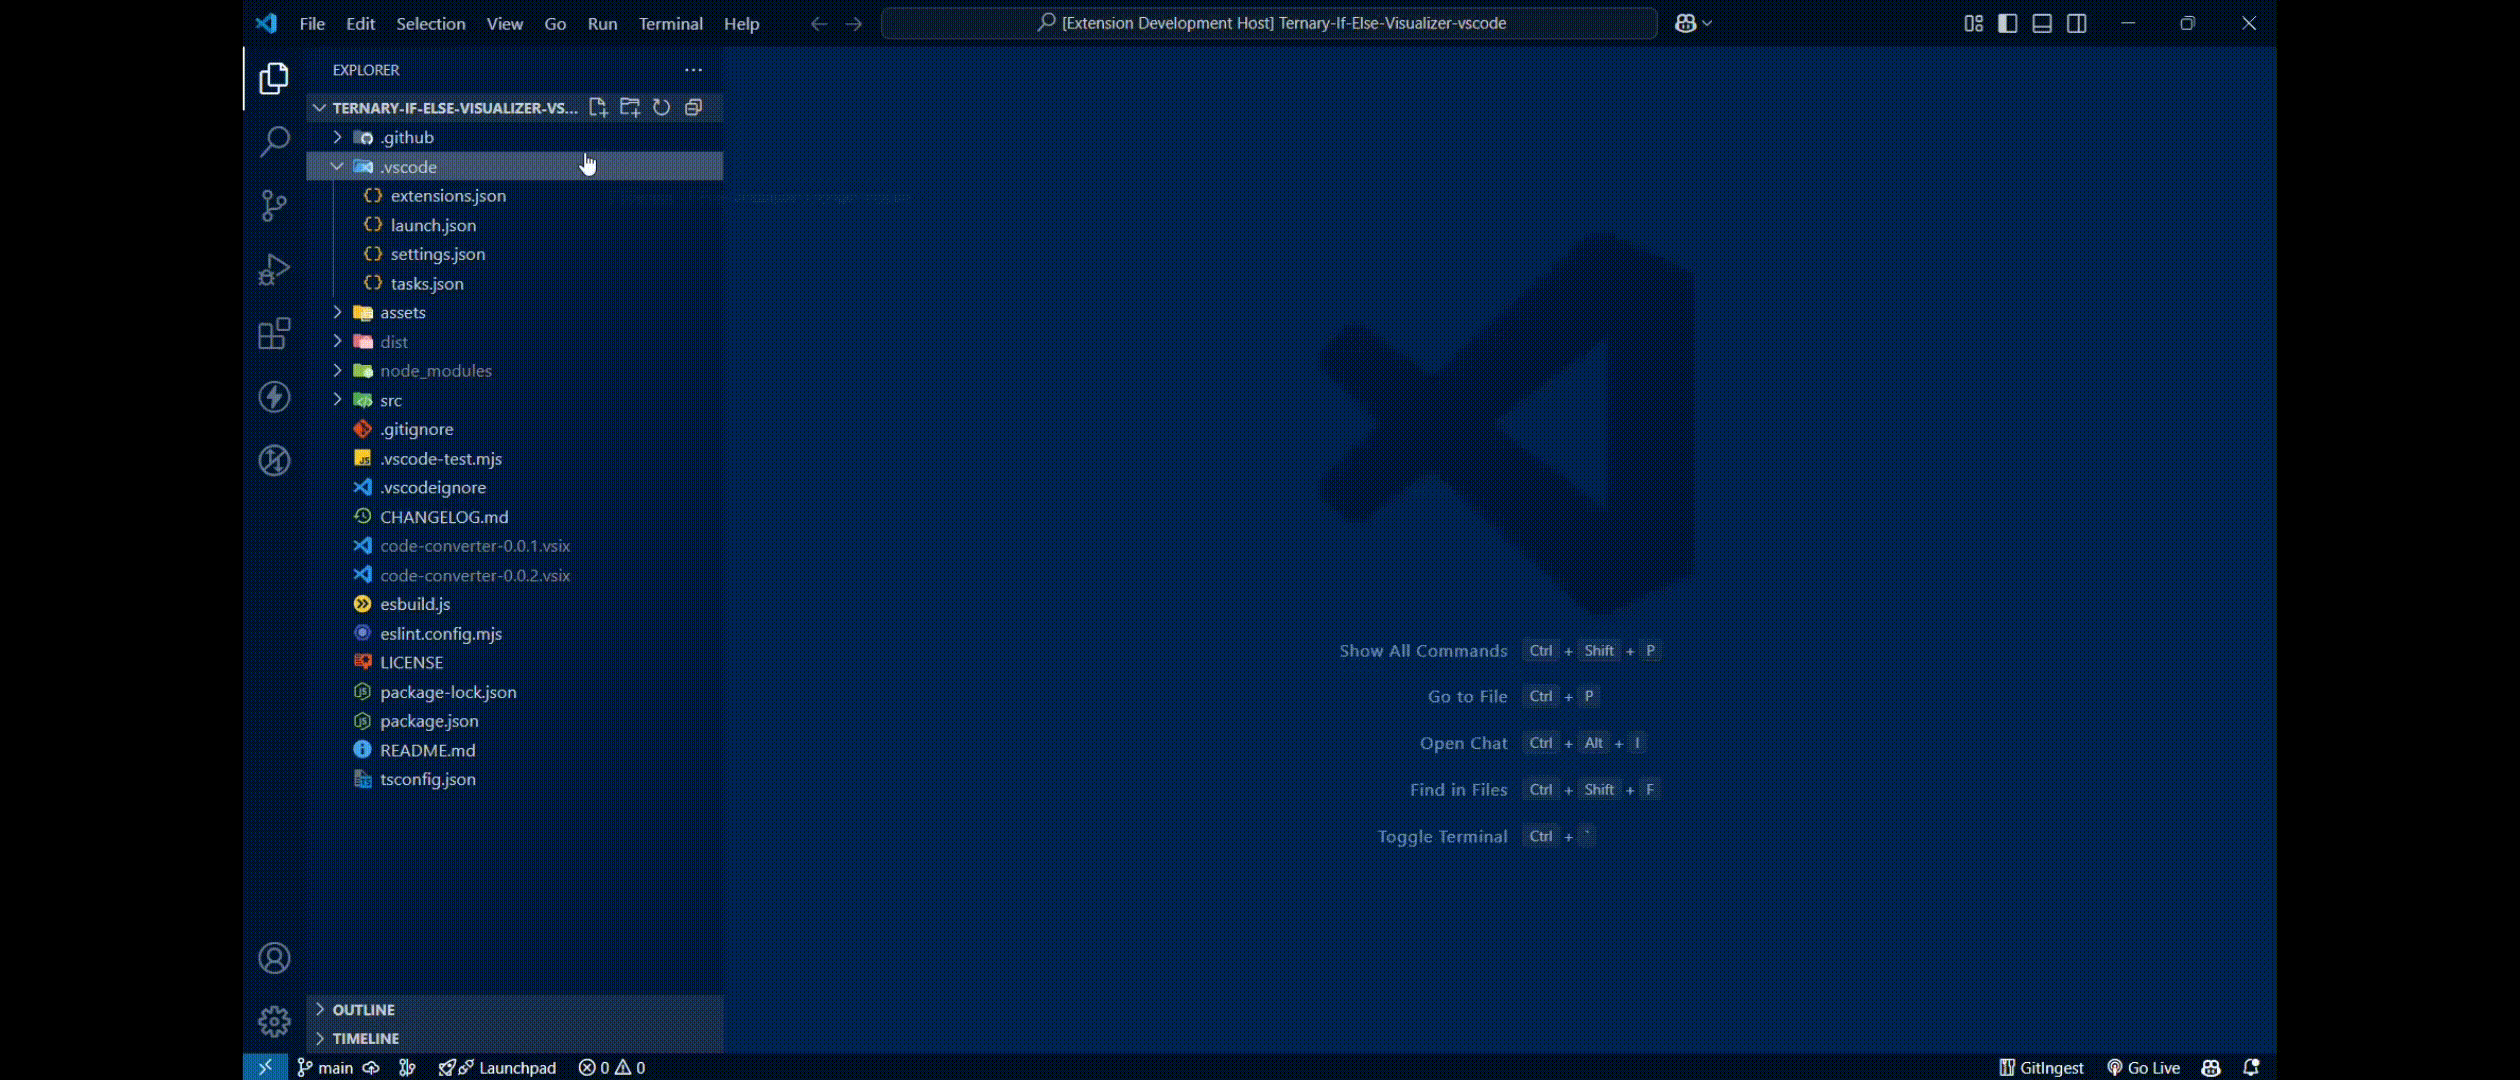 File Edit Selection View Go Run Terminal Help
[Extension Development Host] Ternary-If-Else-Visualizer-vscode
EXPLORER
TERNARY-IF-ELSE-VISUALIZER-VS...
.github
.vscode
extensions.json
launch.json
settings.json
tasks.json
assets
dist
node_modules
src
.gitignore
.vscode-test.mjs
.vscodeignore
CHANGELOG.md
code-converter-0.0.1.vsix
code-converter-0.0.2.vsix
esbuild.js
eslint.config.mjs
LICENSE
package-lock.json
package.json
README.md
tsconfig.json
Show All Commands Ctrl + Shift + P
Go to File Ctrl + P
Open Chat Ctrl + Alt + I
Find in Files Ctrl + Shift + F
Toggle Terminal Ctrl + `
OUTLINE
TIMELINE
main Launchpad 0 0 GitIngest Go Live